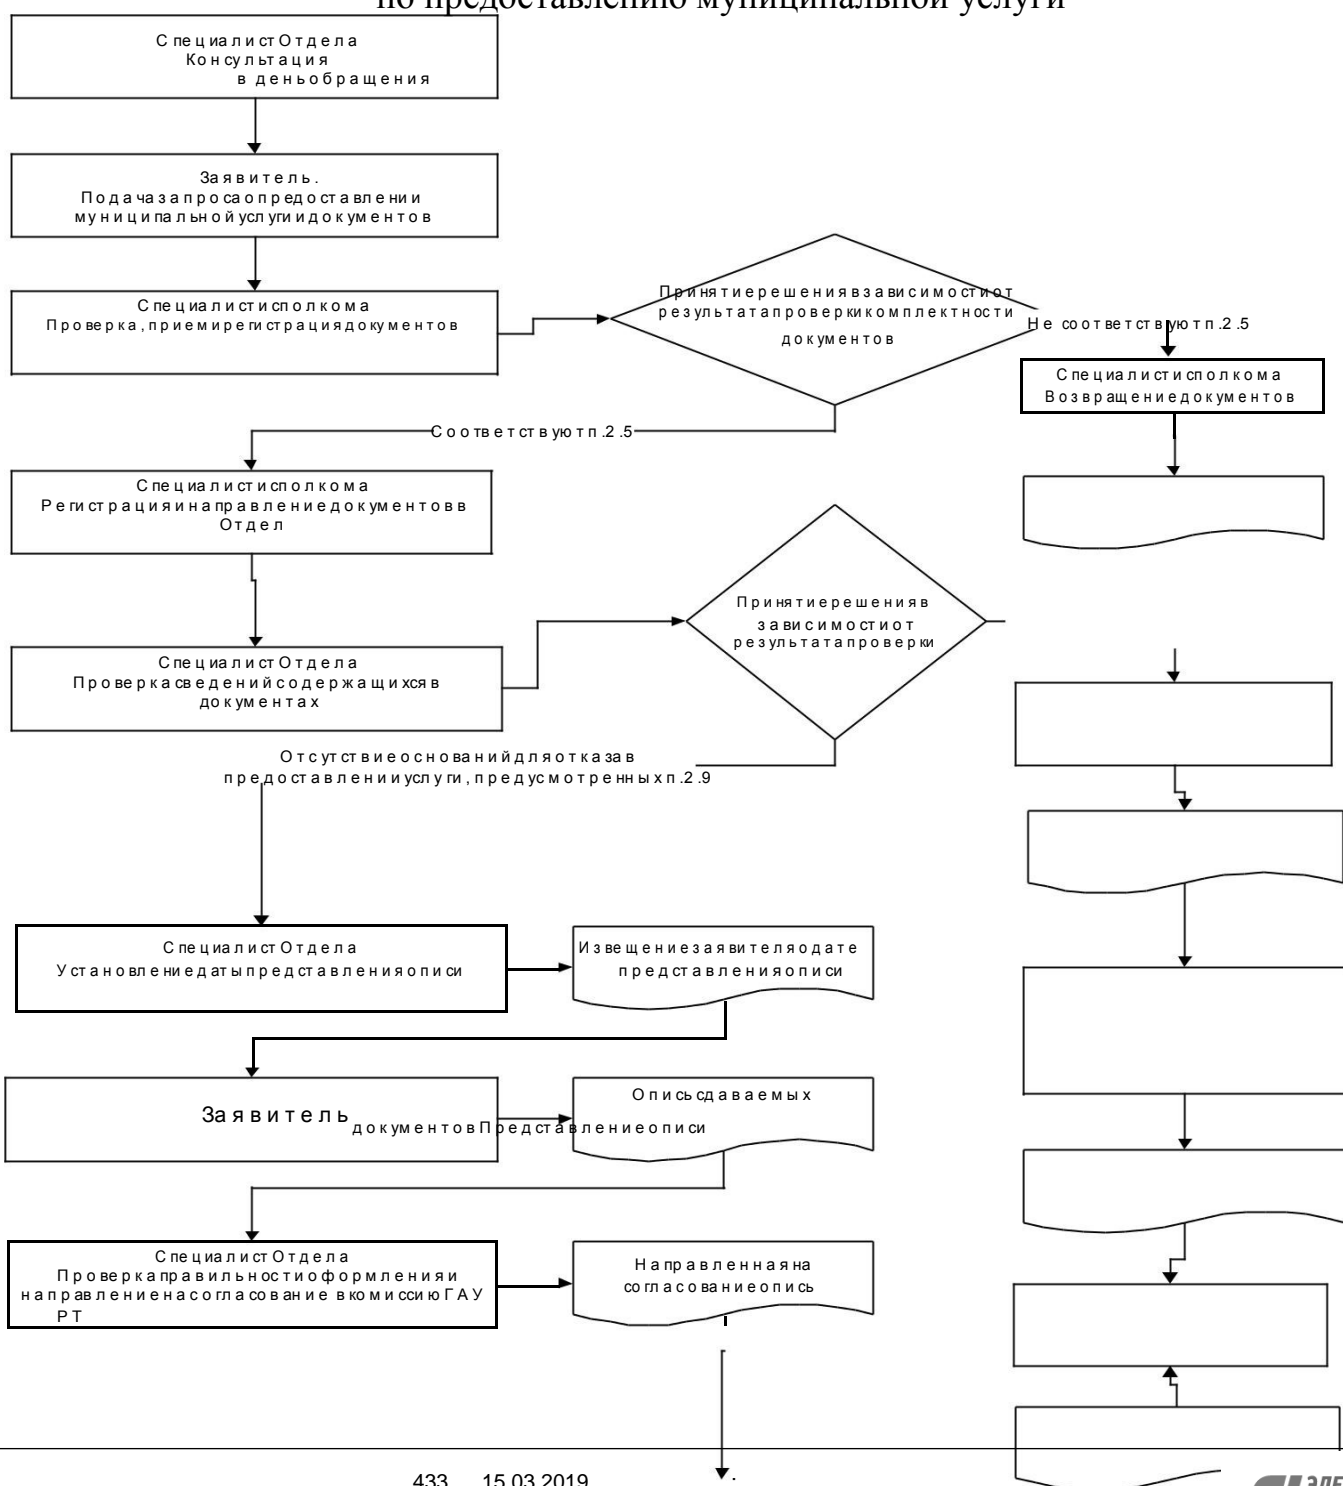 по предоставлению муниципальной услуги
Специалист Отдела
Консультация
в день обращения
Заявитель.
Подача запроса о предоставлении
муниципальной услуги и документов
Специалист исполкома
Проверка, прием и регистрация документов
Принятие решения в зависимости от
результата проверки комплектности
документов
Не соответствуют п.2.5
Специалист исполкома
Возвращение документов
Соответствуют п.2.5
Специалист исполкома
Регистрация и направление документов в
Отдел
Принятие решения в
зависимости от
результата проверки
Специалист Отдела
Проверка сведений содержащихся в
документах
Отсутствие оснований для отказа в
предоставлении услуги, предусмотренных п.2.9
Специалист Отдела
Установление даты представления описи
Извещение заявителя о дате
представления описи
Заявитель
Опись сдаваемых
документов Представление описи
Специалист Отдела
Проверка правильности оформления и
направление на согласование в комиссию ГАУ
РТ
Направленная на
согласование опись
.
433 15.03.2019